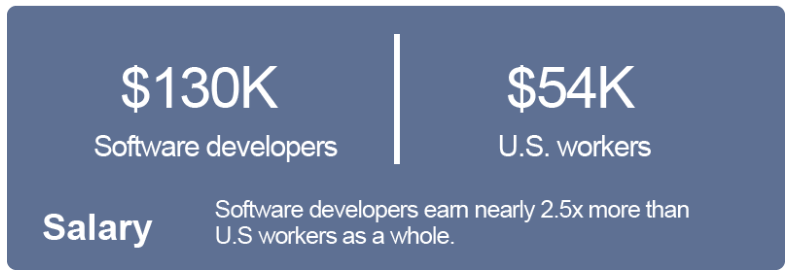 $130K
Software developers
$54K
U.S. workers
Salary
Software developers earn nearly 2.5x more than
U.S workers as a whole.